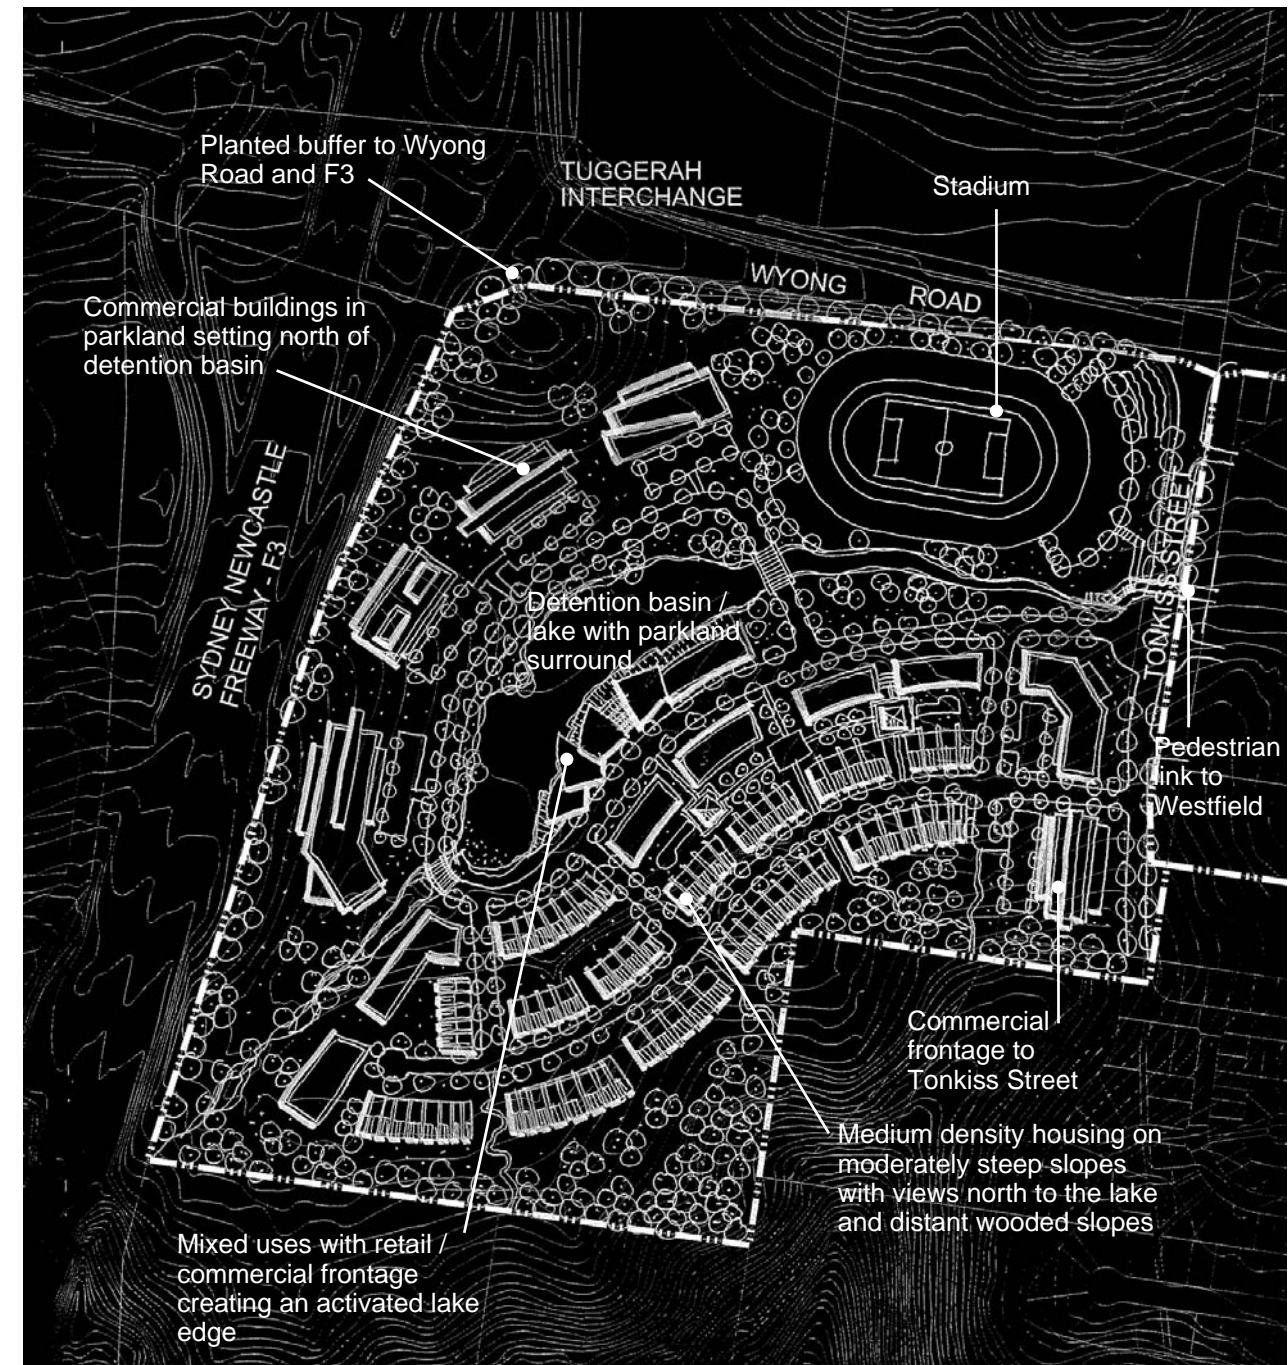 Planted buffer to Wyong
Road and F3
TUGGERAH
INTERCHANGE
Stadium
WYONG ROAD
Commercial buildings in
parkland setting north of
detention basin
SYDNEY NEWCASTLE
FREEWAY - F3
TONKISS STREET
Detention basin /
lake with parkland
surround
Pedestrian
link to
Westfield
Commercial
frontage to
Tonkiss Street
Medium density housing on
moderately steep slopes
with views north to the lake
and distant wooded slopes
Mixed uses with retail /
commercial frontage
creating an activated lake
edge